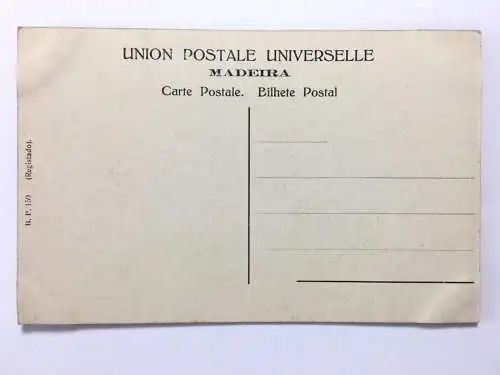 UNION POSTALE UNIVERSELLE
MADEIRA
Carte Postale. Bilhete Postal
B. P. 159 (Registado).